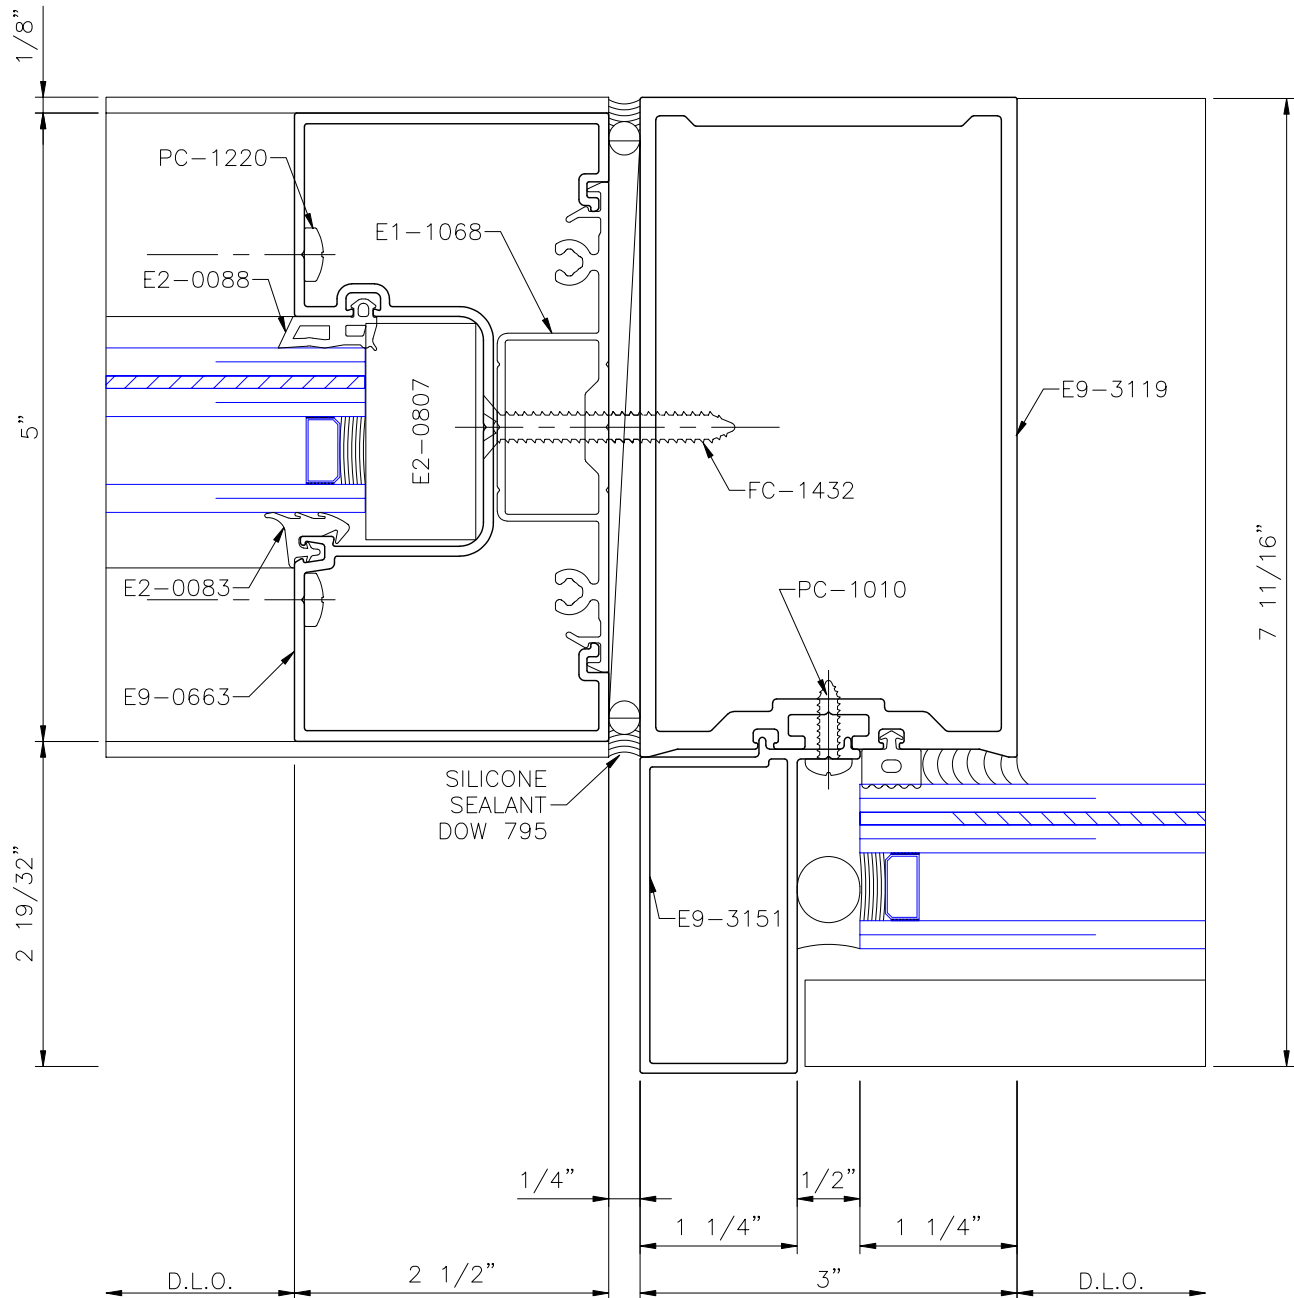 1/8”
PC-1220
E1-1068
E2-0088
5”
E2-0807
E9-3119
FC-1432
7 11/16”
E2-0083
PC-1010
E9-0663
SILICONE
SEALANT
DOW 795
2 19/32”
E9-3151
1/4”
1/2”
1 1/4”
1 1/4”
D.L.O.
2 1/2”
3”
D.L.O.